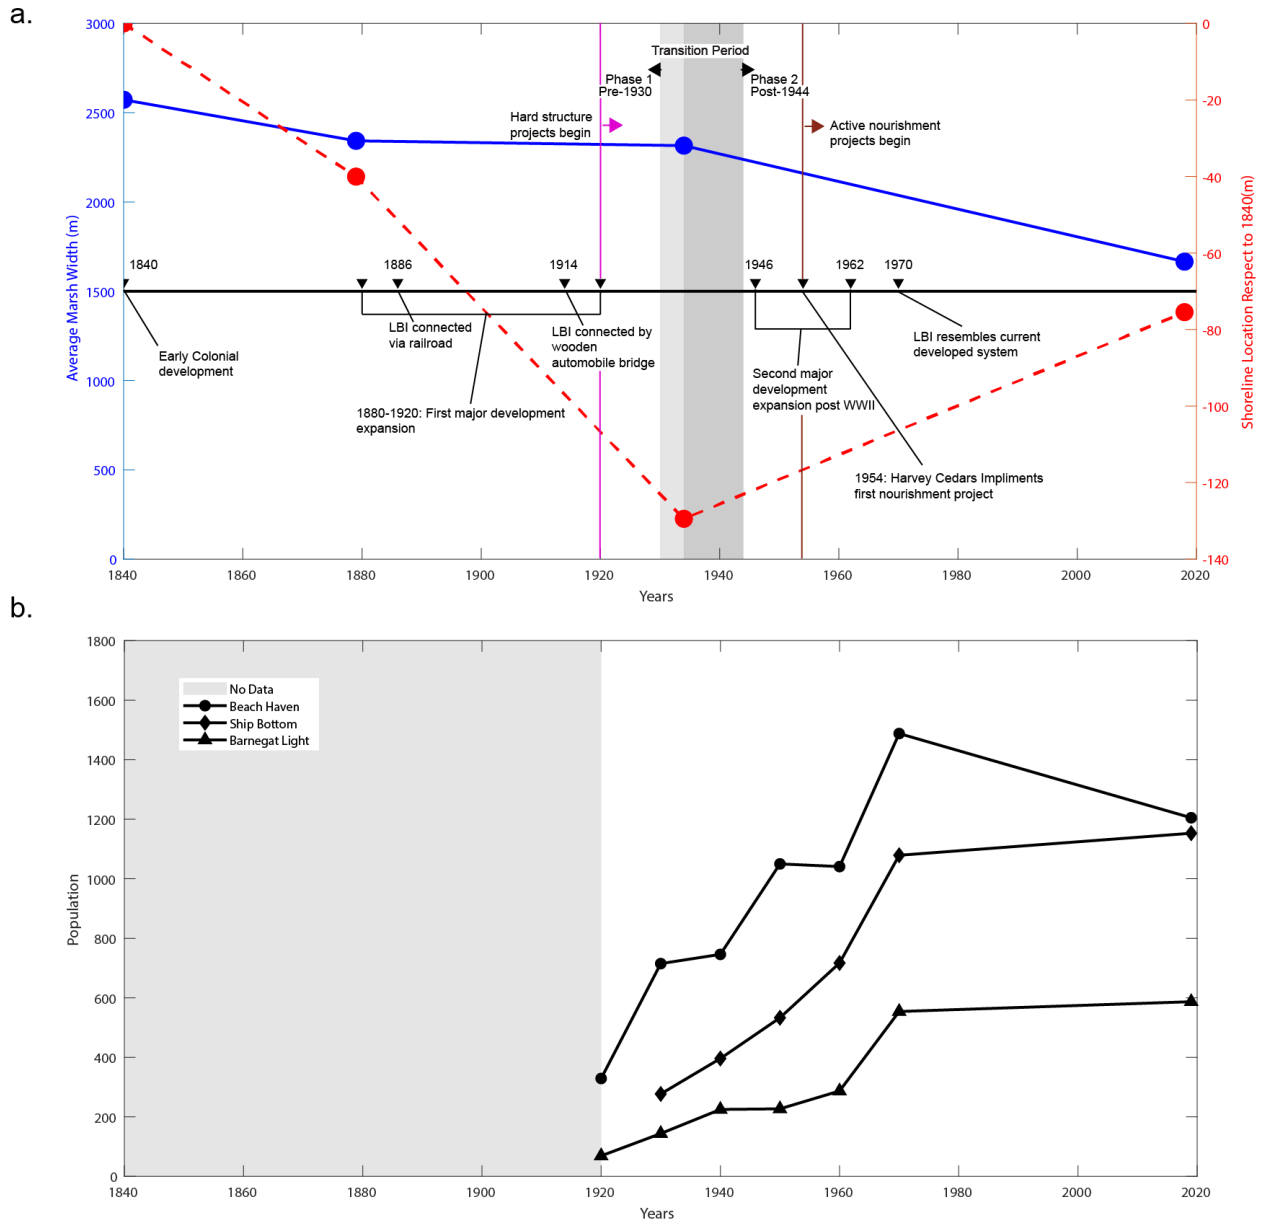 a.
3000
2500
2000
1500
1000
500
0
Average Marsh Width (m)
0
-20
-40
-60
-80
-100
-120
-140
Shoreline Location Respect to 1840(m)
Transition Period
Phase 1
Pre-1930
Phase 2
Post-1944
Hard structure
projects begin
Active nourishment
projects begin
1840
1886
1914
1946
1962
1970
Early Colonial
development
LBI connected
via railroad
LBI connected by
wooden
automobile bridge
1880-1920: First major development
expansion
Second major
development
expansion post WWII
LBI resembles current
developed system
1954: Harvey Cedars Impliments
first nourishment project
1840
1860
1880
1900
1920
1940
1960
1980
2000
2020
Years
b.
1800
1600
1400
1200
1000
800
600
400
200
0
Population
No Data
Beach Haven
Ship Bottom
Barnegat Light
1840
1860
1880
1900
1920
1940
1960
1980
2000
2020
Years